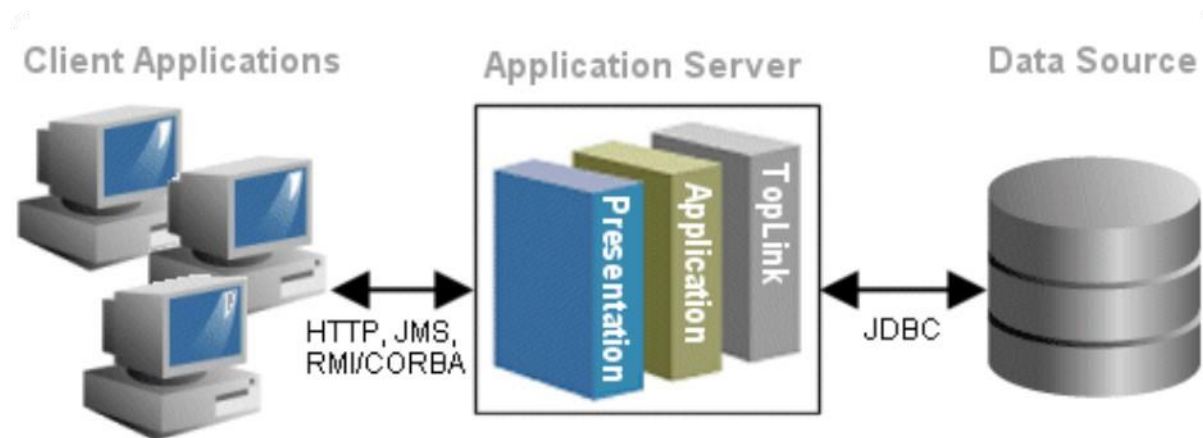 Client Applications
Application Server
Data Source
Presentation
Application
TopLink
HTTP, JMS,
RMI/CORBA
JDBC